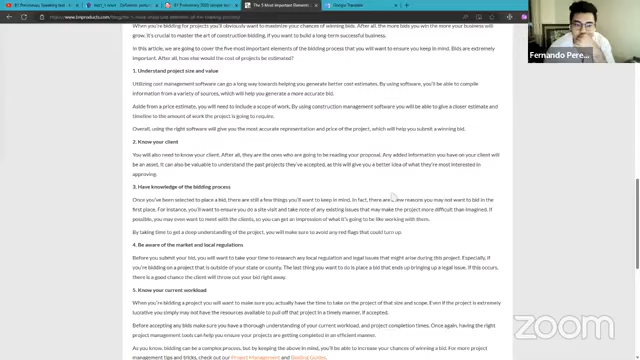 B1 Preliminary Speaking test
B1 Preliminary 2020 sample test
The 5 Most Important Elements o
Google Translate
When you're bidding for projects you'll obviously want to maximize your chances of winning bids. After all, the more bids you win the more your business will
grow. It's crucial to master the art of construction bidding, if you want to build a long-term successful business.
In this article, we are going to cover the five most important elements of the bidding process that you will want to ensure you keep in mind. Bids are extremely
important. After all, how else would the cost of projects be estimated?
1. Understand project size and value
Utilizing cost management software can go a long way towards helping you generate better cost estimates. By using software, you'll be able to compile
information from a variety of sources, which will help you generate a more accurate bid.
Aside from a price estimate, you will need to include a scope of work. By using construction management software you will be able to give a closer estimate and
timeline to the amount of work the project is going to require.
Overall, using the right software will give you the most accurate representation and price of the project, which will help you submit a winning bid.
2. Know your client
You will also need to know your client. After all, they are the ones who are going to be reading your proposal. Any added information you have on your client will
be an asset. It can also be valuable to understand the past projects they've accepted, as this will give you a better idea of what they're most interested in
approving.
3. Have knowledge of the bidding process
Once you've been selected to place a bid, there are still a few things you'll want to keep in mind. In fact, there are a few reasons you may not want to bid in the
first place. For instance, you'll want to ensure you do a site visit and take note of any existing issues that may make the project more difficult than imagined. If
possible, you may even want to meet with the clients, so you can get an impression of what it's going to be like working with them.
By taking time to get a deep understanding of the project, you will make sure to avoid any red flags that could turn up.
4. Be aware of the market and local regulations
Before you submit your bid, you will want to take your time to research any local regulation and legal issues that might arise during this project. Especially, if
you're bidding on a project that is outside of your state or county. The last thing you want to do is place a bid that ends up bringing up a legal issue. If this occurs,
there is a good chance the client will throw out your bid right away.
5. Know your current workload
When you're bidding a project you will want to make sure you actually have the time to take on the project of that size and scope. Even if the project is extremely
lucrative you simply may not have the resources available to pull off that project in a timely manner, if accepted.
Before accepting any bids make sure you have a thorough understanding of your current workload, and project completion times. Once again, having the right
project management tools can help you ensure your projects are getting completed in an efficient manner.
As you know, bidding can be a complex process, but by keeping the above in mind, you'll be able to increase your chances of winning a bid. For more
project management tips and tricks, check out our Project Management and Bidding Guides.
Fernando Pere
zoom